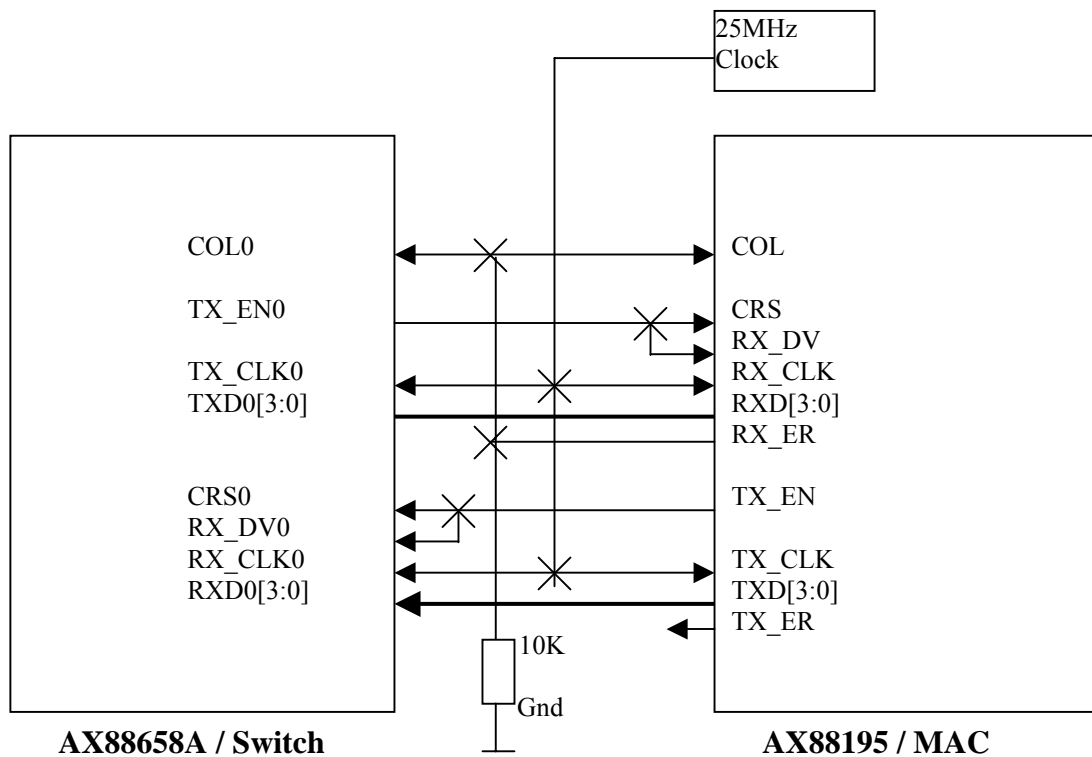 25MHz
Clock
COL0
COL
TX_EN0
CRS
RX_DV
TX_CLK0
RX_CLK
TXD0[3:0]
RXD[3:0]
RX_ER
CRS0
TX_EN
RX_DV0
RX_CLK0
TX_CLK
RXD0[3:0]
TXD[3:0]
TX_ER
10K
Gnd
AX88658A / Switch
AX88195 / MAC